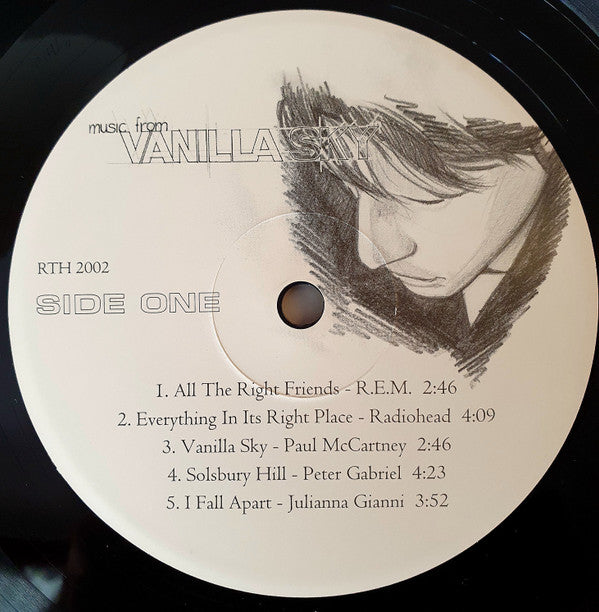 music from
VANILLA SKY
RTH 2002
SIDE ONE
1. All The Right Friends - R.E.M. 2:46
2. Everything In Its Right Place - Radiohead 4:09
3. Vanilla Sky - Paul McCartney 2:46
4. Solsbury Hill - Peter Gabriel 4:23
5. I Fall Apart - Julianna Gianni 3:52